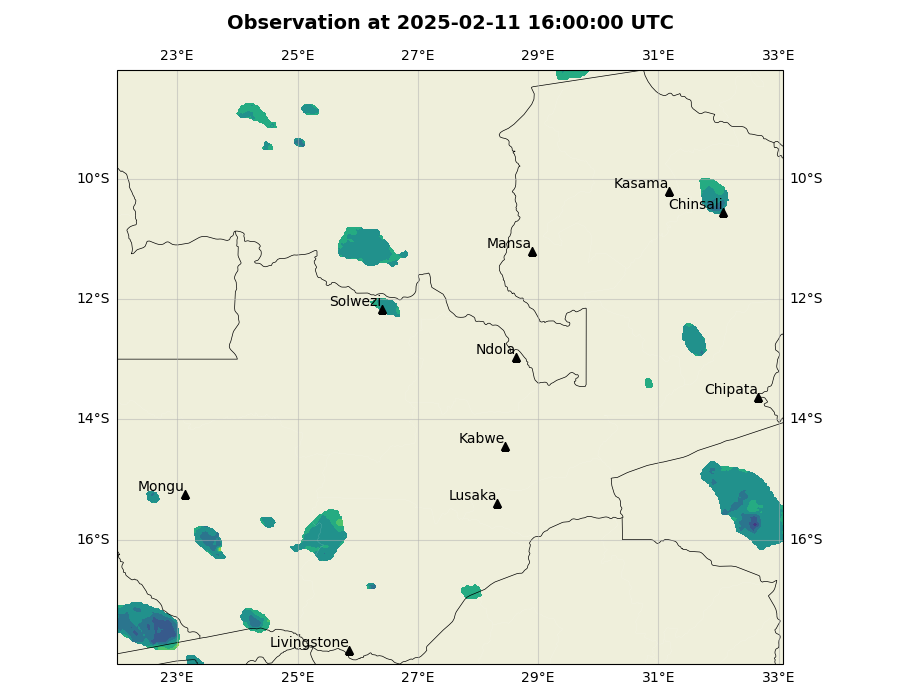 Observation at 2025-02-11 16:00:00 UTC
23°E 25°E 27°E 29°E 31°E 33°E
10°S 10°S
Kasama
Chinsali
Mansa
12°S 12°S
Solwezi
Ndola
Chipata
14°S 14°S
Kabwe
Mongu
Lusaka
16°S 16°S
Livingstone
23°E 25°E 27°E 29°E 31°E 33°E